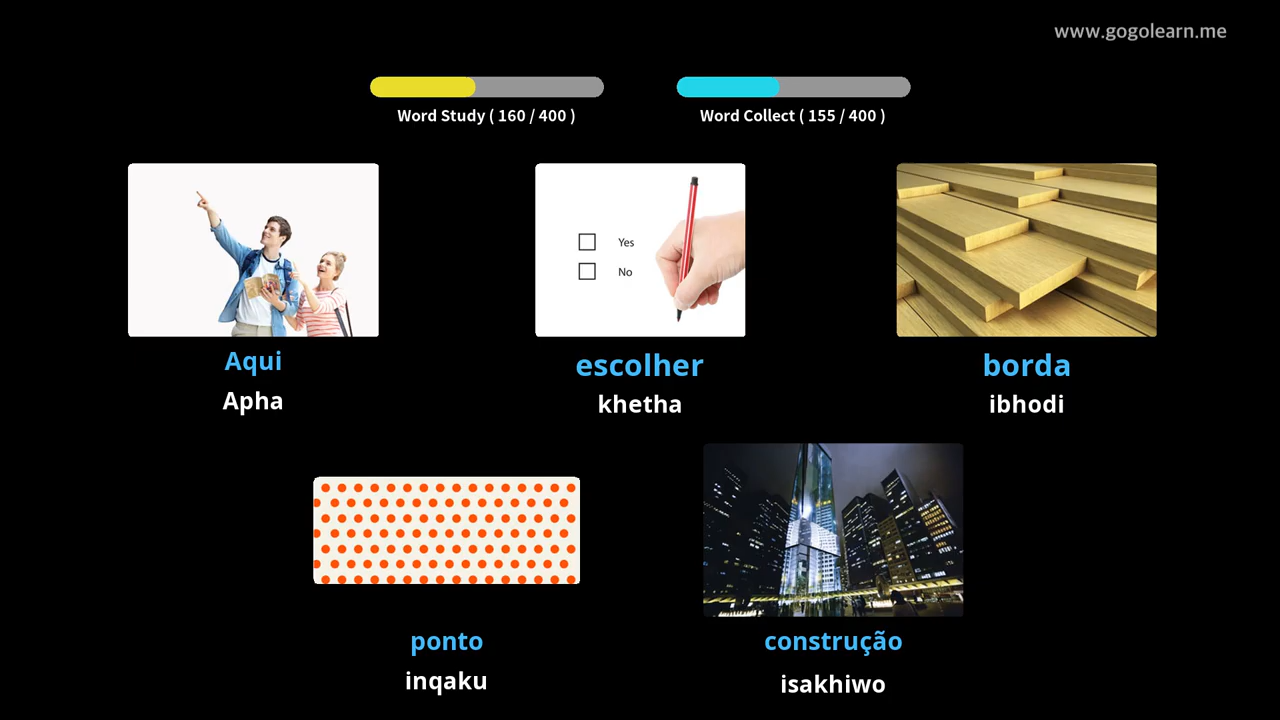 www.gogolearn.me
Word Study ( 160 / 400 )
Word Collect ( 155 / 400 )
Yes
No
Aqui
Apha
escolher
khetha
borda
ibhodi
ponto
inqaku
construção
isakhiwo